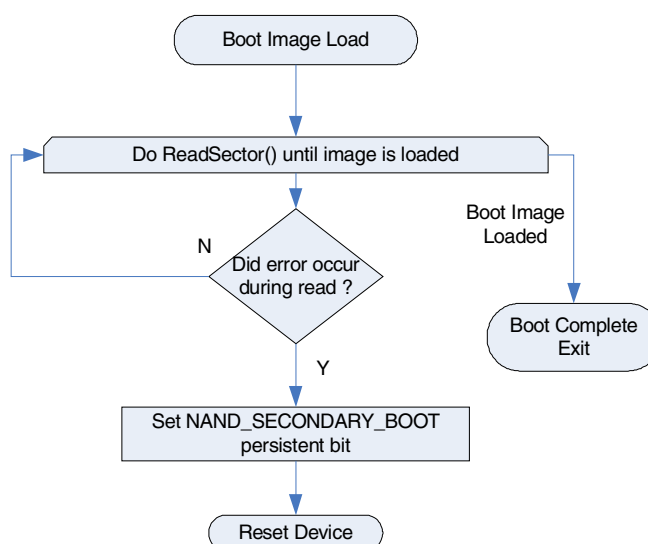 Boot Image Load
Do ReadSector() until image is loaded
Boot Image
Loaded
N
Did error occur
during read ?
Boot Complete
Exit
Y
Set NAND_SECONDARY_BOOT
persistent bit
Reset Device